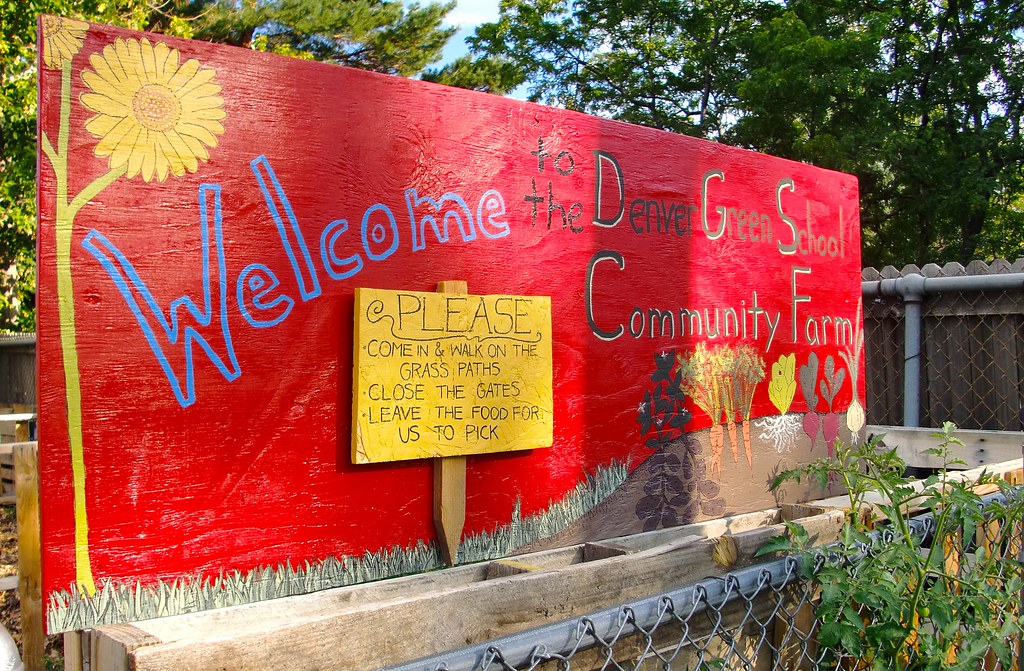 Welcome
to
the Denver Green School
Community Farm
PLEASE
·COME IN & WALK ON THE
GRASS PATHS
·CLOSE THE GATES
·LEAVE THE FOOD FOR
US TO PICK